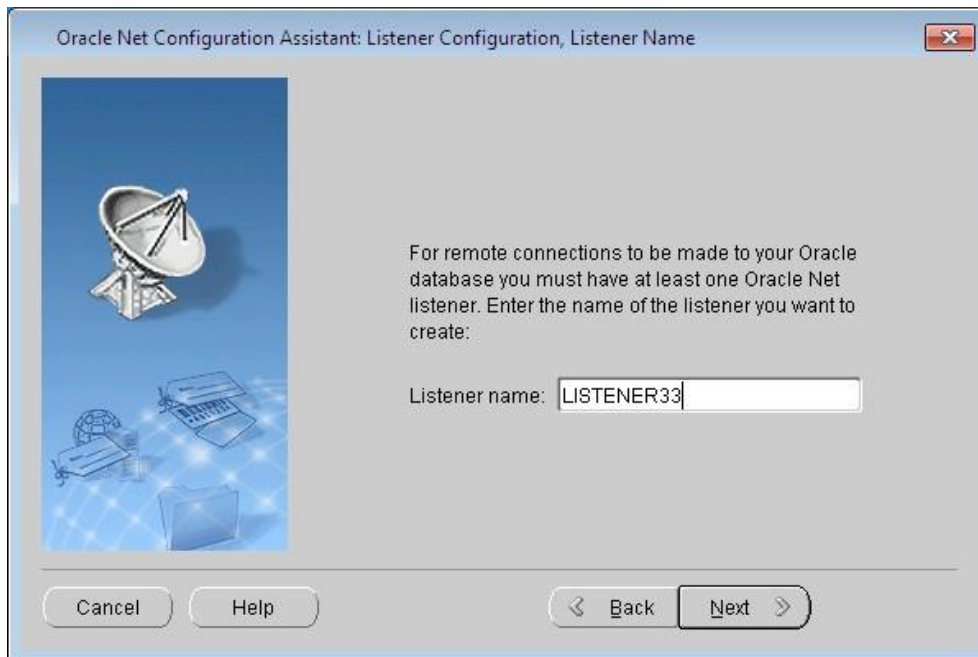 Oracle Net Configuration Assistant: Listener Configuration, Listener Name
For remote connections to be made to your Oracle
database you must have at least one Oracle Net
listener. Enter the name of the listener you want to
create:
Listener name: LISTENER33
Cancel Help Back Next